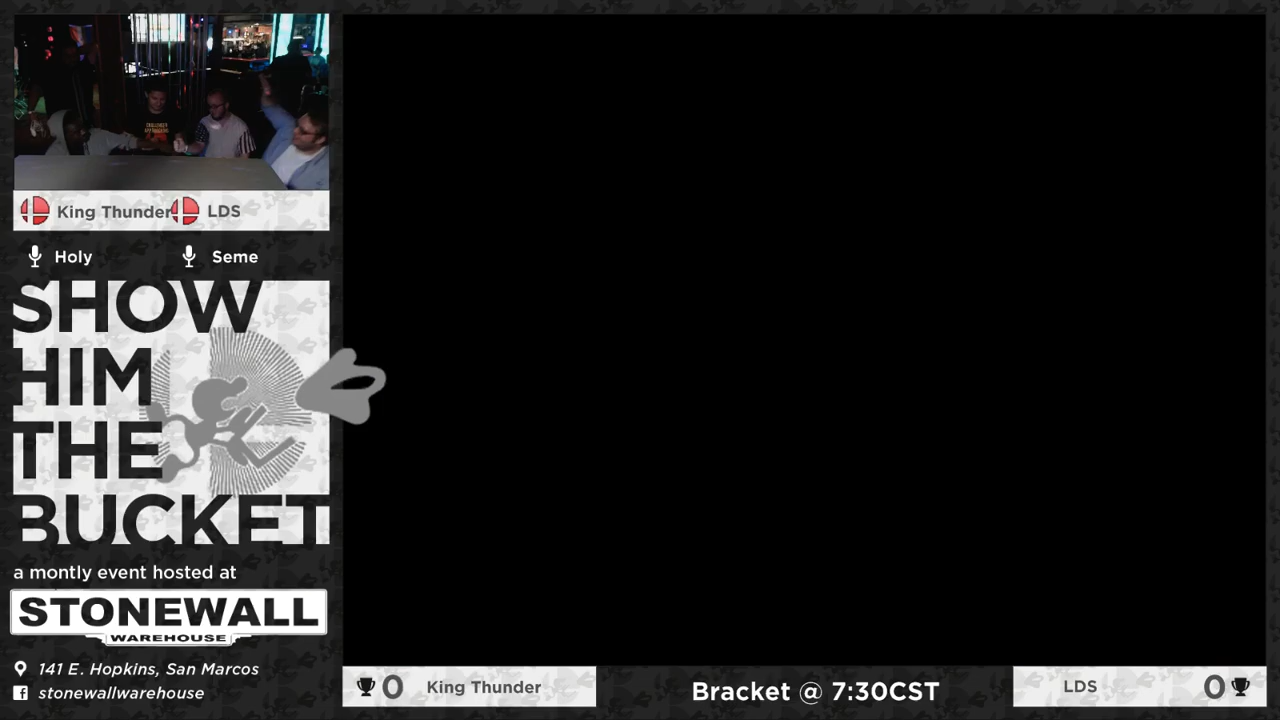 King Thunder LDS
Holy Seme
SHOW
HIM
THE
BUCKET
a montly event hosted at
STONEWALL
WAREHOUSE
141 E. Hopkins, San Marcos
stonewallwarehouse
0 King Thunder
Bracket @ 7:30CST
LDS 0